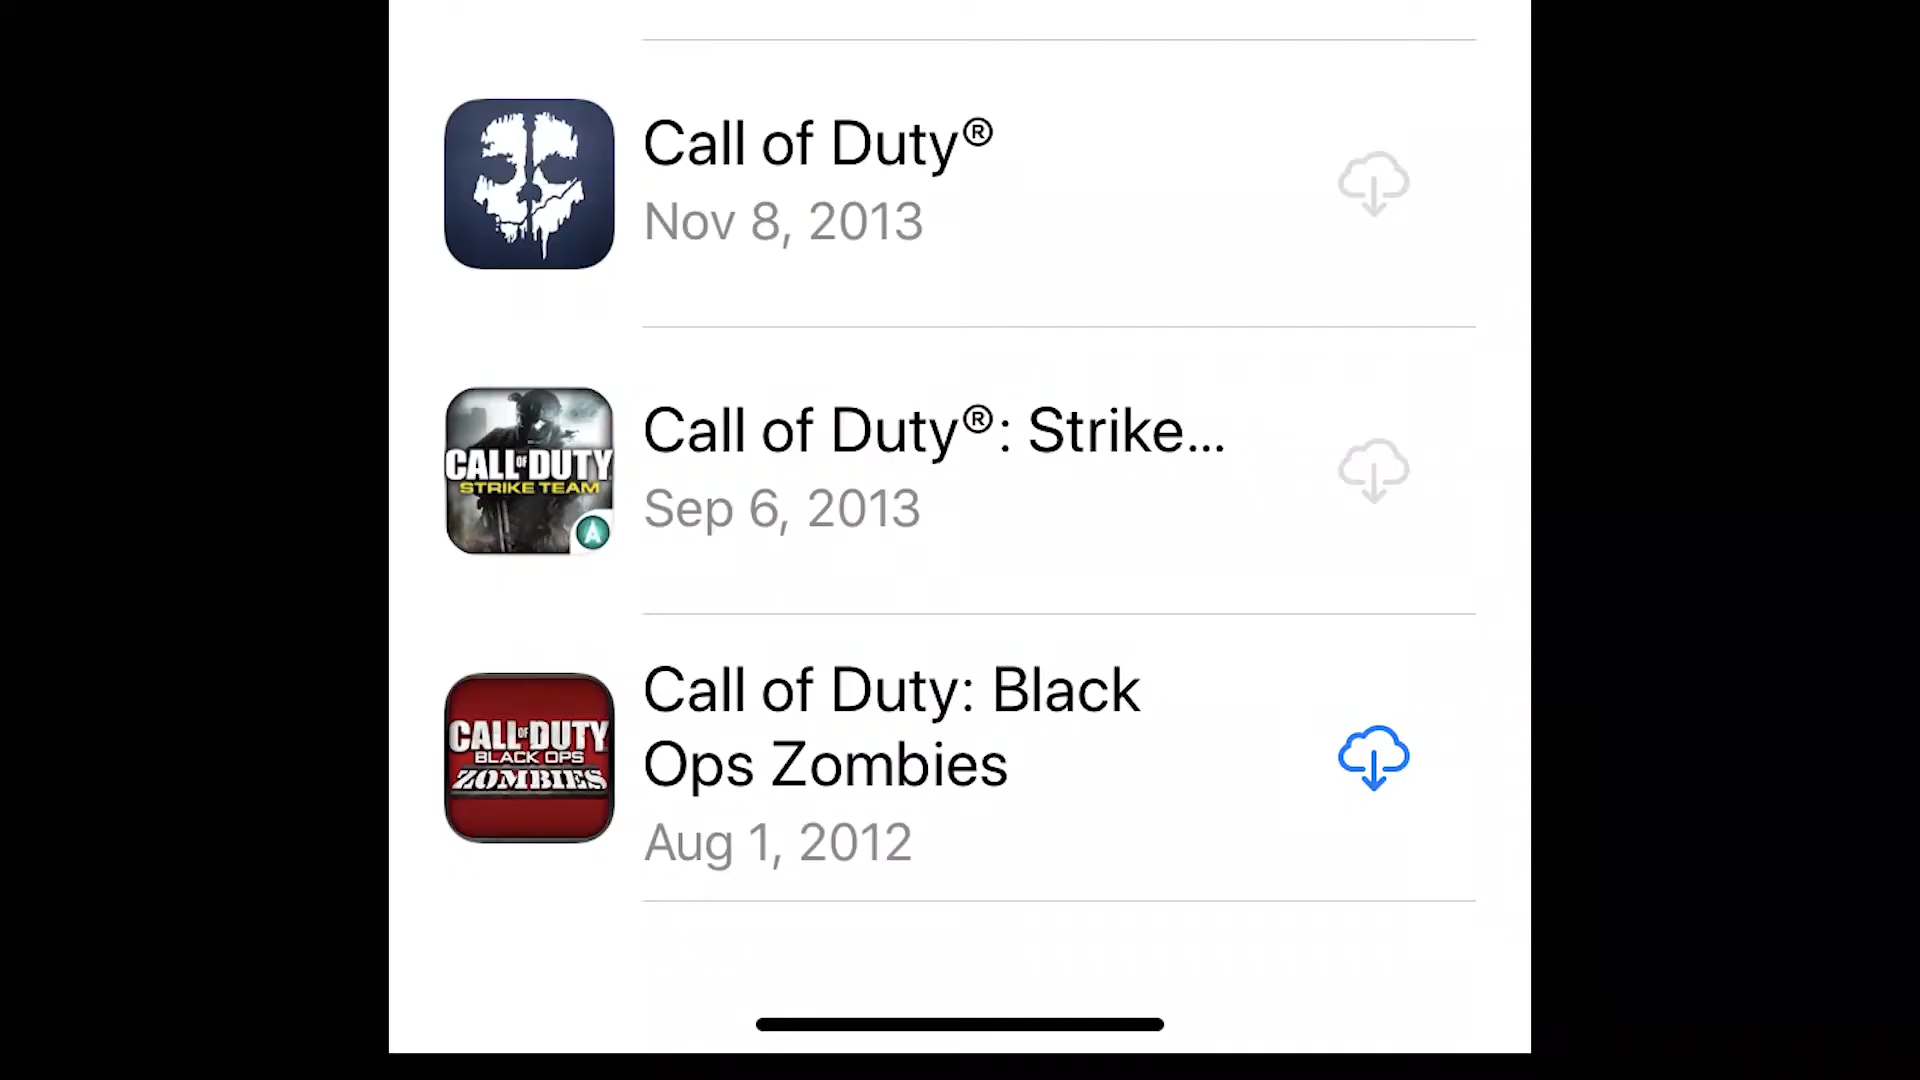 Call of Duty®
Nov 8, 2013
CALL OF DUTY
STRIKE TEAM
Call of Duty®: Strike...
Sep 6, 2013
CALL OF DUTY
BLACK OPS
ZOMBIES
Call of Duty: Black
Ops Zombies
Aug 1, 2012